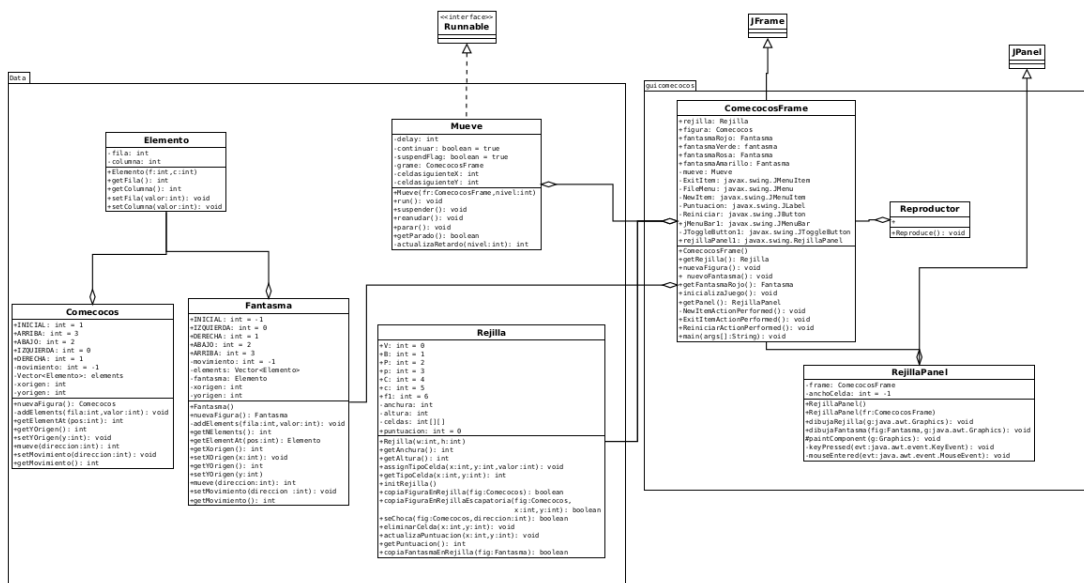 <<interface>>
Runnable
JFrame
JPanel
Data
guicomecocos
Elemento
-fila: int
-columna: int
+Elemento(f:int,c:int)
+getFila(): int
+getColumna(): int
+setFila(valor:int): void
+setColumna(valor:int): void
Mueve
-delay: int
-continuar: boolean = true
-suspendFlag: boolean = true
-grame: ComecocosFrame
-celdasiguienteX: int
-celdasiguienteY: int
+Mueve(fr:ComecocosFrame,nivel:int)
+run(): void
+suspender(): void
+reanudar(): void
+parar(): void
+getParado(): boolean
-actualizaRetardo(nivel:int): int
ComecocosFrame
+rejilla: Rejilla
+figura: Comecocos
+fantasmaRojo: Fantasma
+fantasmaVerde: fantasma
+fantasmaRosa: Fantasma
+fantasmaAmarillo: Fantasma
-mueve: Mueve
-ExitItem: javax.swing.JMenuItem
-FileMenu: javax.swing.JMenu
-NewItem: javax.swing.JMenuItem
-Puntuacion: javax.swing.JLabel
-Reiniciar: javax.swing.JButton
+jMenuBar1: javax.swing.JMenuBar
-JToggleButton1: javax.swing.JToggleButton
+rejillaPanel1: javax.swing.RejillaPanel
+ComecocosFrame()
+getRejilla(): Rejilla
+nuevaFigura(): void
+ nuevoFantasma(): void
+getFantasmaRojo(): Fantasma
+inicializaJuego(): void
+getPanel(): RejillaPanel
-NewItemActionPerformed(): void
-ExitItemActionPerformed(): void
-ReiniciarActionPerformed(): void
+main(args[]:String): void
Reproductor
+
+Reproduce(): void
Comecocos
+INICIAL: int = 1
+ARRIBA: int = 3
+ABAJO: int = 2
+IZQUIERDA: int = 0
+DERECHA: int = 1
-movimiento: int = -1
-Vector<Elemento>: elements
-xorigen: int
-yorigen: int
+nuevaFigura(): Comecocos
-addElements(fila:int,valor:int): void
+getElementAt(pos:int): int
+getYOrigen(): int
+setYOrigen(y:int): void
+mueve(direccion:int): int
+setMovimiento(direccion:int): void
+getMovimiento(): int
Fantasma
+INICIAL: int = -1
+IZQUIERDA: int = 0
+DERECHA: int = 1
+ABAJO: int = 2
+ARRIBA: int = 3
-movimiento: int = -1
-elements: Vector<Elemento>
-fantasma: Elemento
-xorigen: int
-yorigen: int
+Fantasma()
+nuevaFigura(): Fantasma
-addElements(fila:int,valor:int): void
+getNElements(): int
+getElementAt(pos:int): Elemento
+getXorigen(): int
+setXOrigen(x:int): void
+getYOrigen(): int
+setYOrigen(y:int)
+mueve(direccion:int): int
+setMovimiento(direccion :int): void
+getMovimiento(): int
Rejilla
+V: int = 0
+B: int = 1
+P: int = 2
+p: int = 3
+C: int = 4
+c: int = 5
+f1: int = 6
-anchura: int
-altura: int
-celdas: int[][]
+puntuacion: int = 0
+Rejilla(w:int,h:int)
+getAnchura(): int
+getAltura(): int
+assignTipoCelda(x:int,y:int,valor:int)
+getTipoCelda(x:int,y:int): int
+initRejilla()
+copiaFiguraEnRejilla(fig:Comecocos): boolean
+copiaFiguraEnRejillaEscapatoria(fig:Comecocos,
x:int,y:int): boolean
+seChoca(fig:Comecocos,direccion:int): boolean
+eliminarCelda(x:int,y:int): void
+actualizaPuntuacion(x:int,y:int): void
+getPuntuacion(): int
+copiaFantasmaEnRejilla(fig:Fantasma): boolean
RejillaPanel
-frame: ComecocosFrame
-anchoCelda: int = -1
+RejillaPanel()
+RejillaPanel(fr:ComecocosFrame)
+dibujaRejilla(g:java.awt.Graphics): void
+dibujaFantasma(fig:Fantasma,g:java.awt.Graphics): void
#paintComponent(g:Graphics): void
-keyPressed(evt:java.awt.event.KeyEvent): void
-mouseEntered(evt:java.awt.event.MouseEvent): void